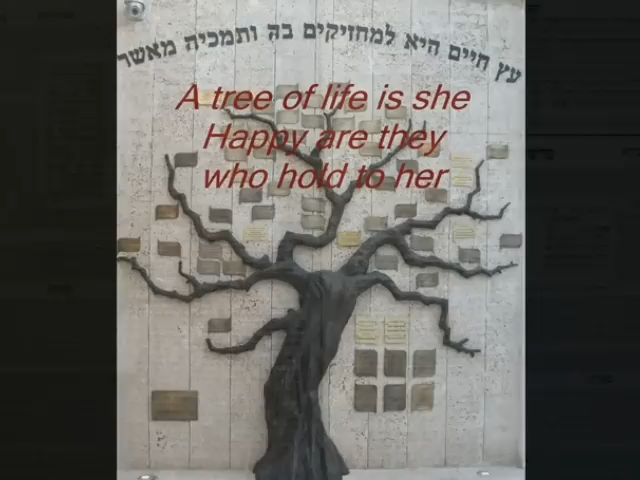 עץ חיים היא למחזיקים בה ותמכיה מאשר
A tree of life is she
Happy are they
who hold to her